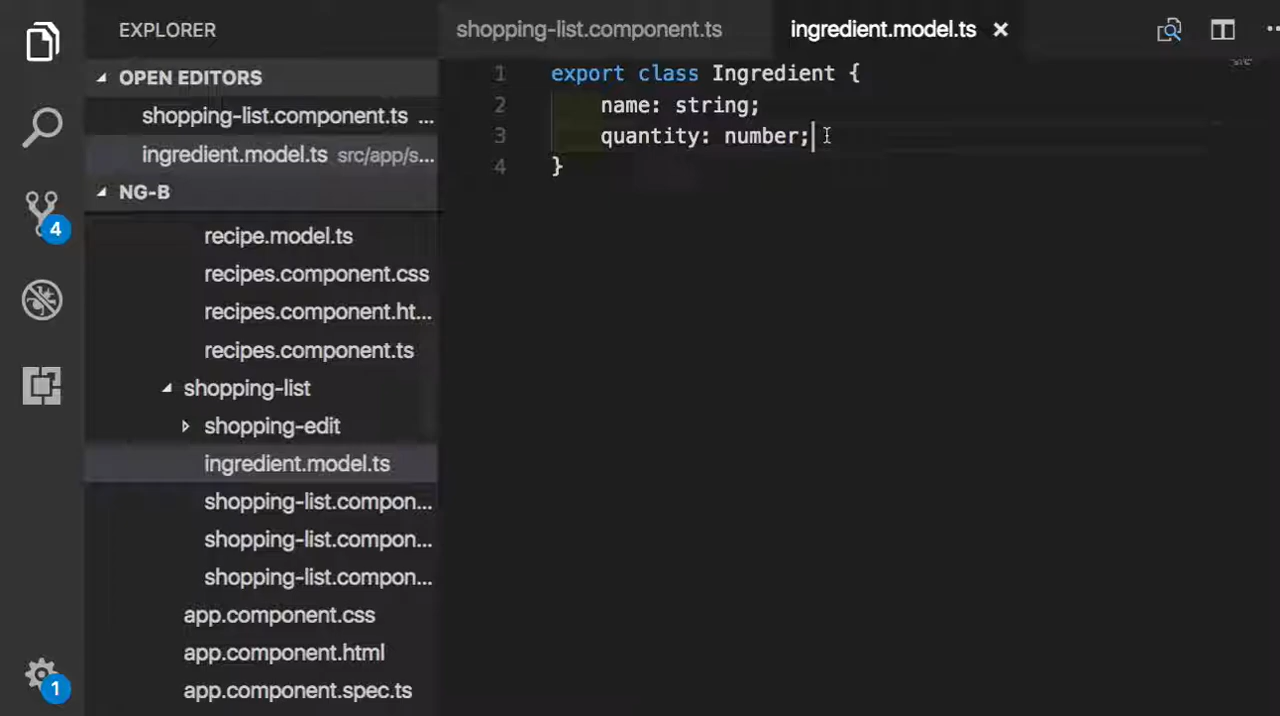 EXPLORER
OPEN EDITORS
shopping-list.component.ts ...
ingredient.model.ts src/app/s...
NG-B
recipe.model.ts
recipes.component.css
recipes.component.ht...
recipes.component.ts
shopping-list
shopping-edit
ingredient.model.ts
shopping-list.compon...
shopping-list.compon...
shopping-list.compon...
app.component.css
app.component.html
app.component.spec.ts
4
1
shopping-list.component.ts
ingredient.model.ts
1 export class Ingredient {
2 name: string;
3 quantity: number;
4 }